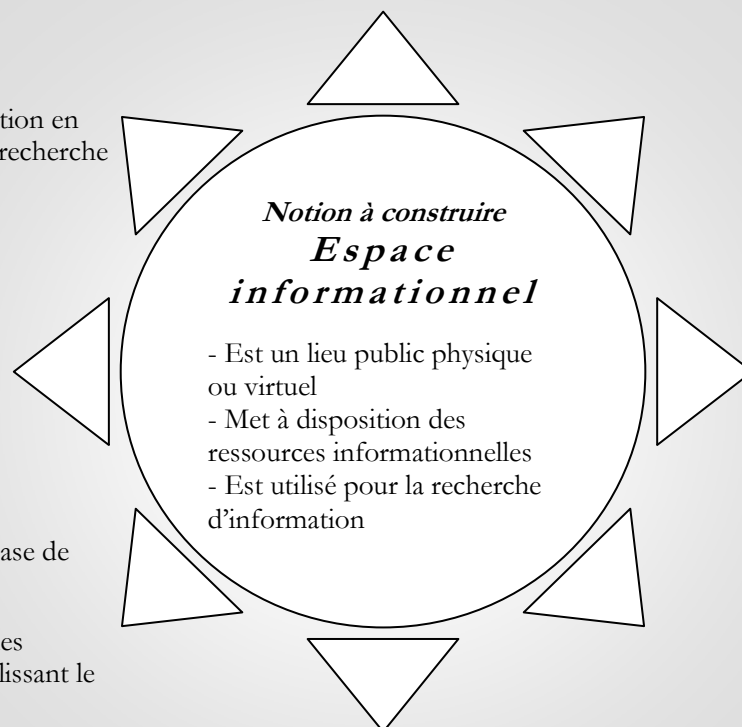 tion en
recherche
Notion à construire
Espace
informationnel
- Est un lieu public physique
ou virtuel
- Met à disposition des
ressources informationnelles
- Est utilisé pour la recherche
d'information
ase de
es
lissant le